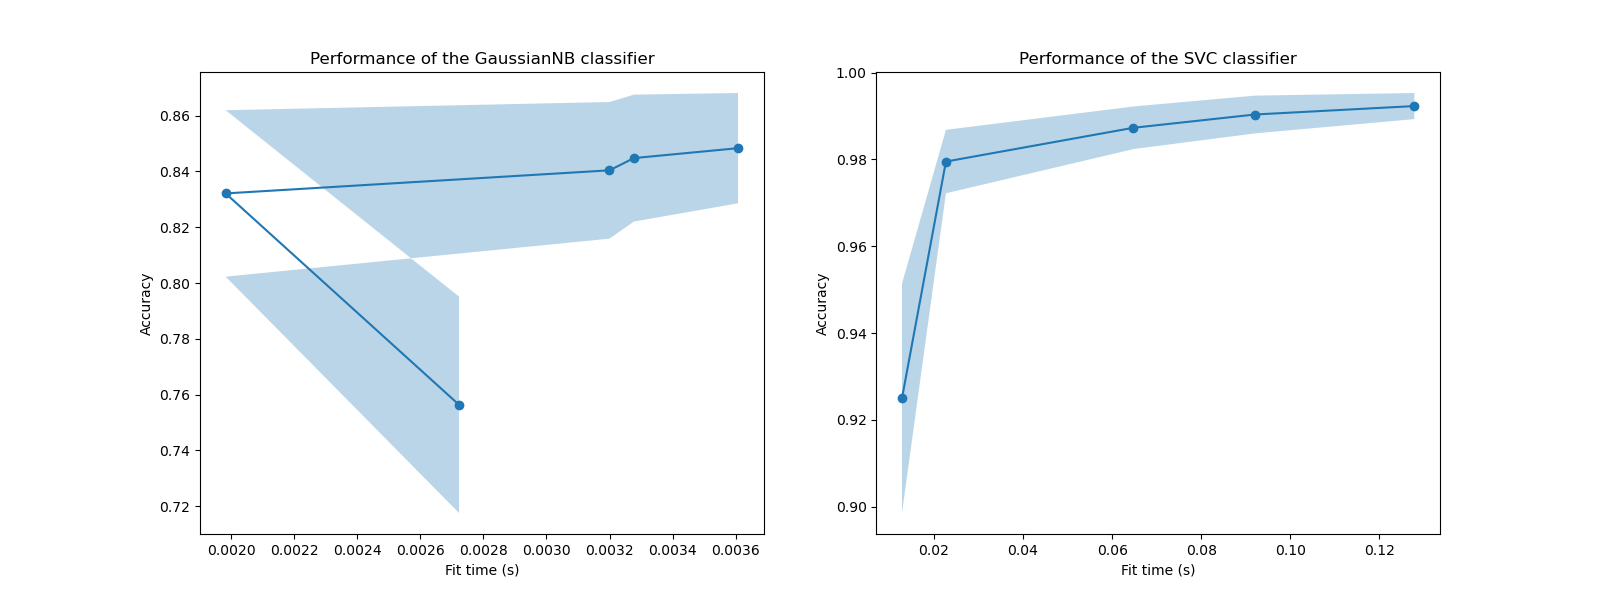 Performance of the GaussianNB classifier
Accuracy
0.86
0.84
0.82
0.80
0.78
0.76
0.74
0.72
0.0020 0.0022 0.0024 0.0026 0.0028 0.0030 0.0032 0.0034 0.0036
Fit time (s)
Performance of the SVC classifier
Accuracy
1.00
0.98
0.96
0.94
0.92
0.90
0.02 0.04 0.06 0.08 0.10 0.12
Fit time (s)